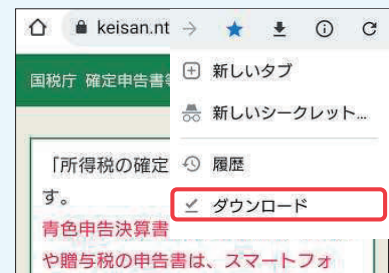 keisan.nt
国税庁 確定申告書
新しいタブ
新しいシークレット...
「所得税の確定
履歴
す。
ダウンロード
青色申告決算書
や贈与税の申告書は、スマートフォ